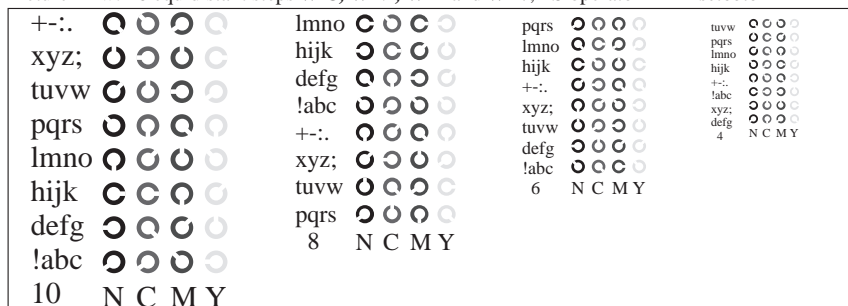 +-:.
xyz;
tuvw
pqrs
lmno
hijk
defg
!abc
10 N C M Y
lmno
hijk
defg
!abc
+-:.
xyz;
tuvw
pqrs
8 N C M Y
pqrs
lmno
hijk
+-:.
xyz;
tuvw
defg
!abc
6 N C M Y
tuvw
pqrs
lmno
hijk
+-:.
!abc
xyz;
defg
4 N C M Y